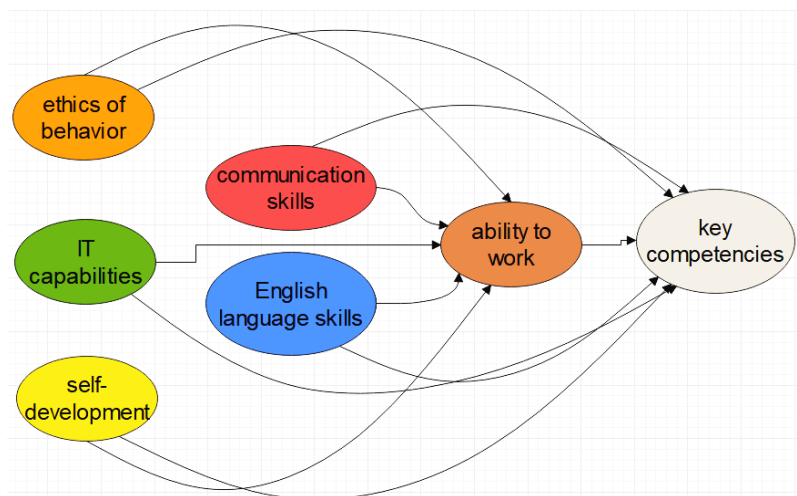 ethics of
behavior
communication
skills
IT
capabilities
English
language skills
self-
development
ability to
work
key
competencies